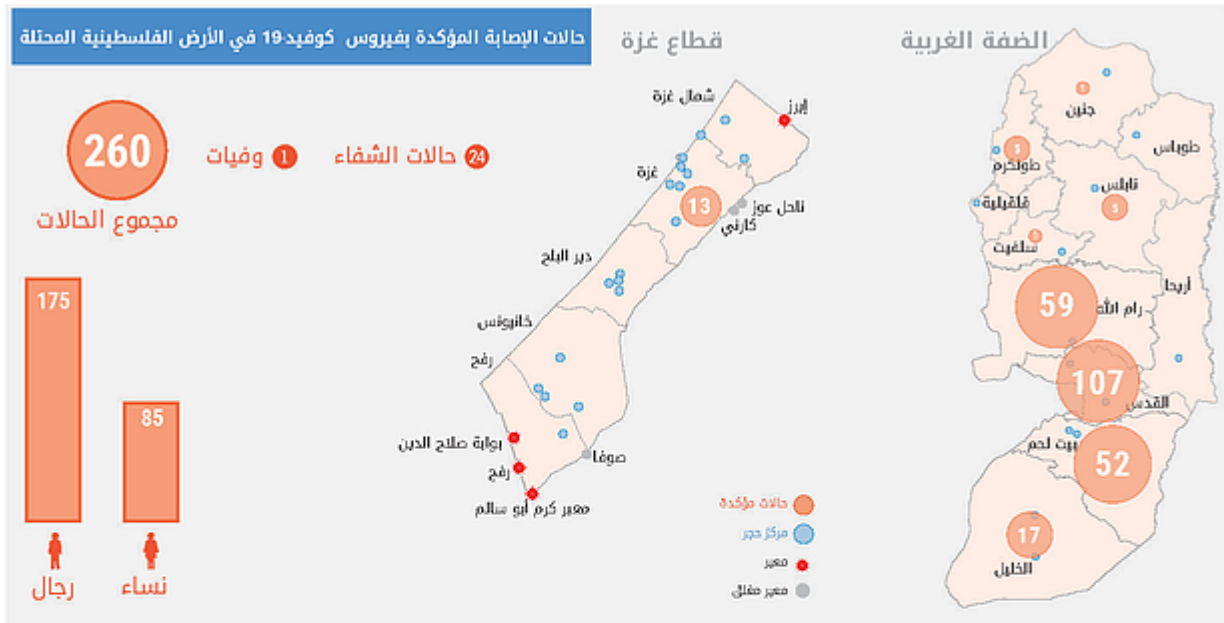 حالات الإصابة المؤكدة بفيروس كوفيد-19 في الأرض الفلسطينية المحتلة
قطاع غزة
الضفة الغربية
260
مجموع الحالات
1 وفيات
24 حالات الشفاء
175
85
رجال
نساء
شمال غزة
إيرز
غزة
13
ناحل عوز
كارني
دير البلح
خانيونس
رفح
بوابة صلاح الدين
رفح
معبر كرم أبو سالم
صوفا
حالات مؤكدة
مركز حجر
معبر
معبر مغلق
جنين
طوباس
5
طولكرم
نابلس
5
قلقيلية
سلفيت
أريحا
59
رام الله
107
القدس
بيت لحم
52
17
الخليل